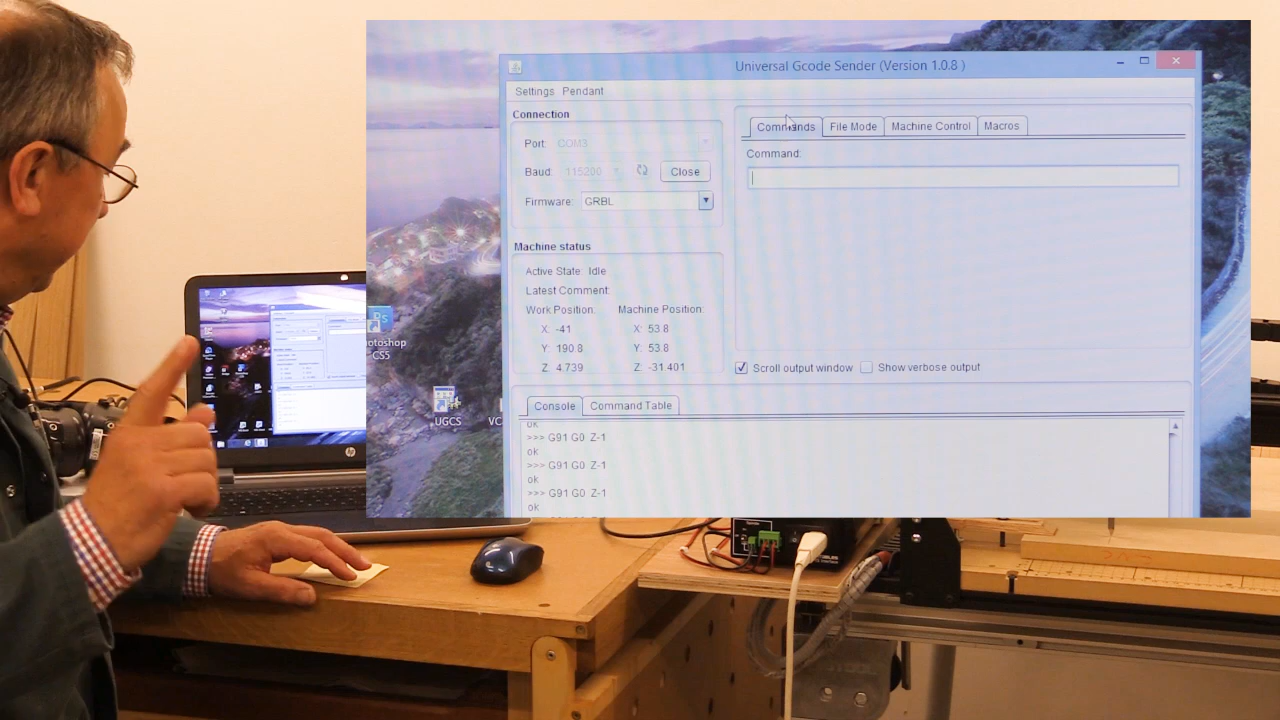 Universal Gcode Sender (Version 1.0.8 )
Settings Pendant
Connection
Port: COM3
Baud: 115200 Close
Firmware: GRBL
Commands File Mode Machine Control Macros
Command:
Machine status
Active State: Idle
Latest Comment:
Work Position: Machine Position:
X: -41 X: 53.8
Y: 190.8 Y: 53.8
Z: 4.739 Z: -31.401
Scroll output window Show verbose output
Console Command Table
ok
>>> G91 G0 Z-1
ok
>>> G91 G0 Z-1
ok
>>> G91 G0 Z-1
ok
Ps
otoshop
CS5
UGCS
VC
hp